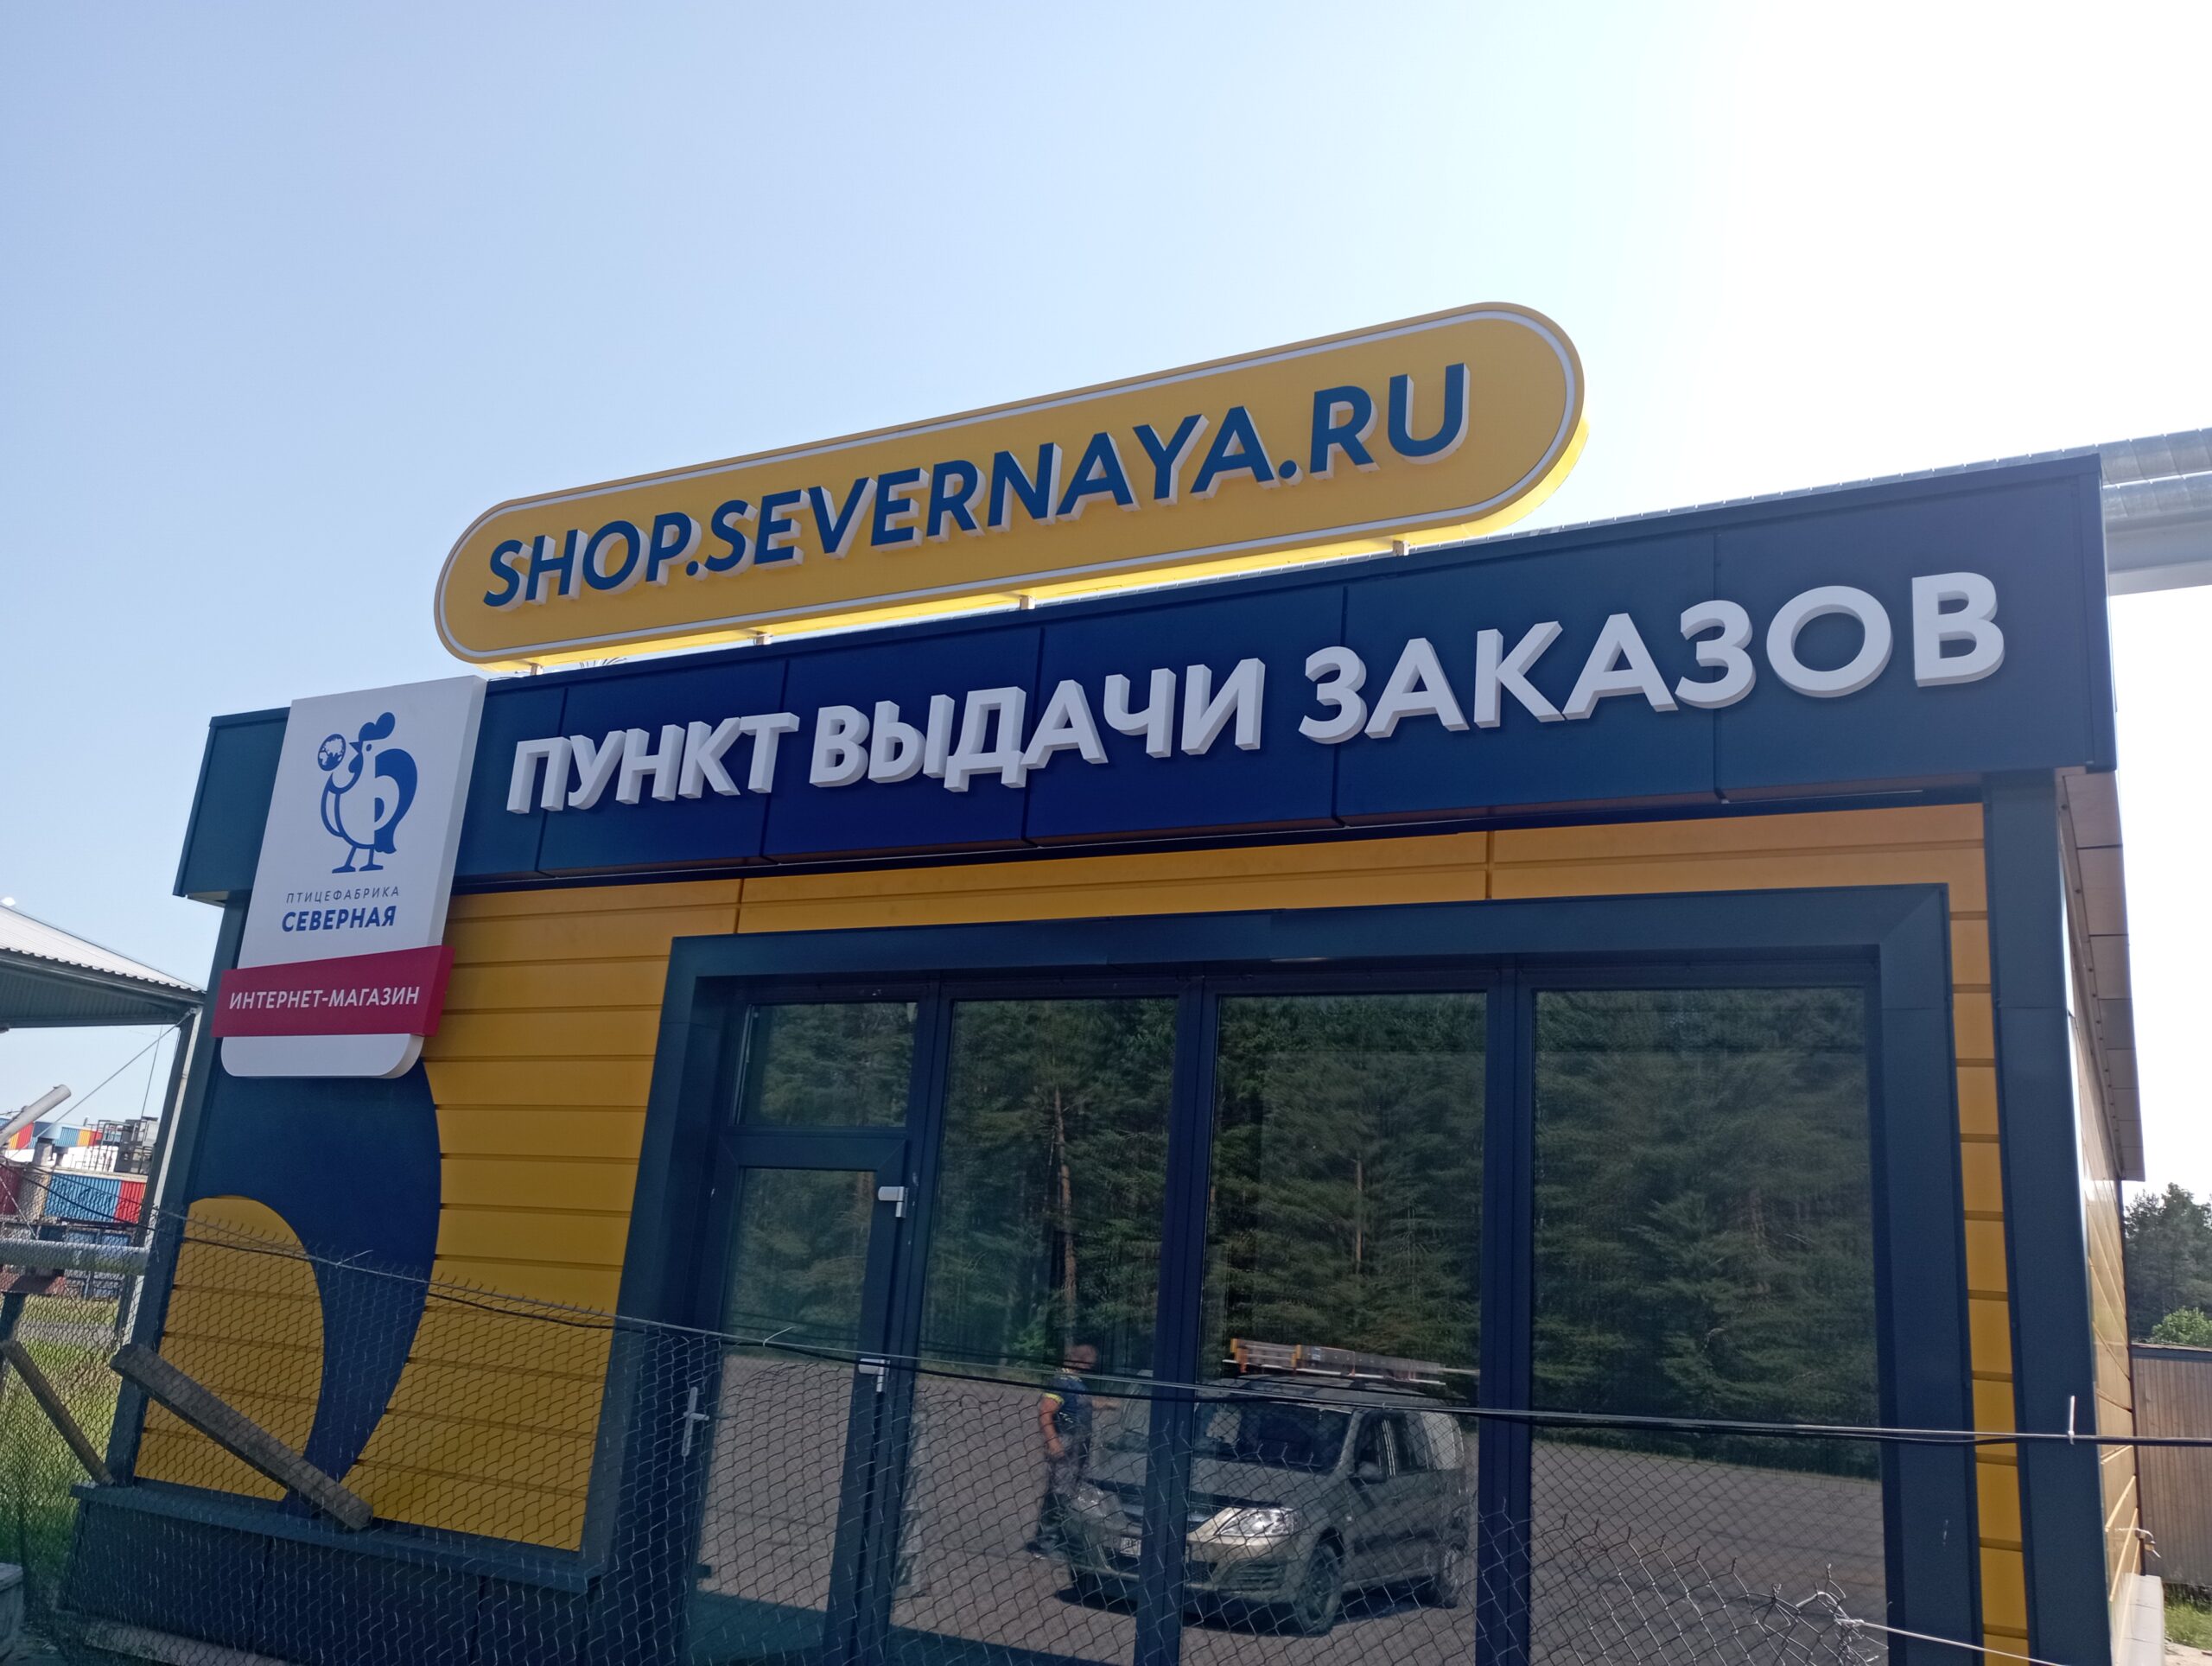 SHOP.SEVERNAYA.RU
ПУНКТ ВЫДАЧИ ЗАКАЗОВ
ПТИЦЕФАБРИКА
СЕВЕРНАЯ
ИНТЕРНЕТ-МАГАЗИН